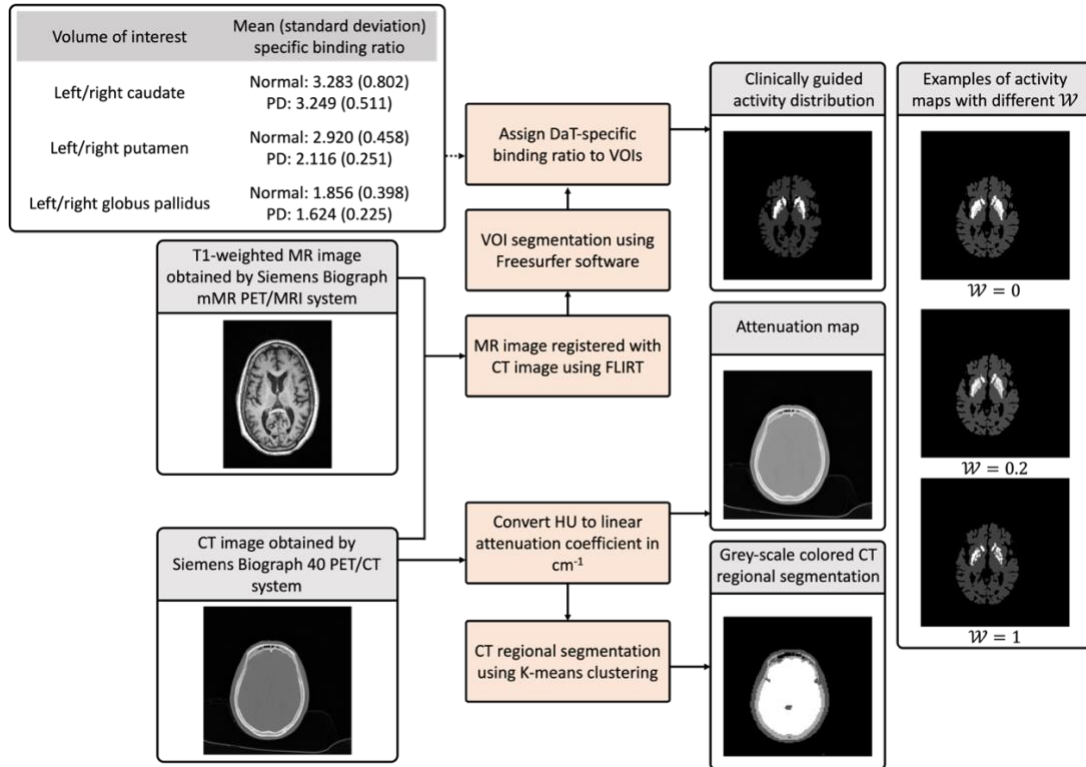 Volume of interest
Mean (standard deviation)
specific binding ratio
Left/right caudate
Normal: 3.283 (0.802)
PD: 3.249 (0.511)
Left/right putamen
Normal: 2.920 (0.458)
PD: 2.116 (0.251)
Left/right globus pallidus
Normal: 1.856 (0.398)
PD: 1.624 (0.225)
T1-weighted MR image
obtained by Siemens Biograph
mMR PET/MRI system
CT image obtained by
Siemens Biograph 40 PET/CT
system
Assign DaT-specific
binding ratio to VOIs
VOI segmentation using
Freesurfer software
MR image registered with
CT image using FLIRT
Convert HU to linear
attenuation coefficient in
cm⁻¹
CT regional segmentation
using K-means clustering
Clinically guided
activity distribution
Attenuation map
Grey-scale colored CT
regional segmentation
Examples of activity
maps with different 𝒲
𝒲 = 0
𝒲 = 0.2
𝒲 = 1